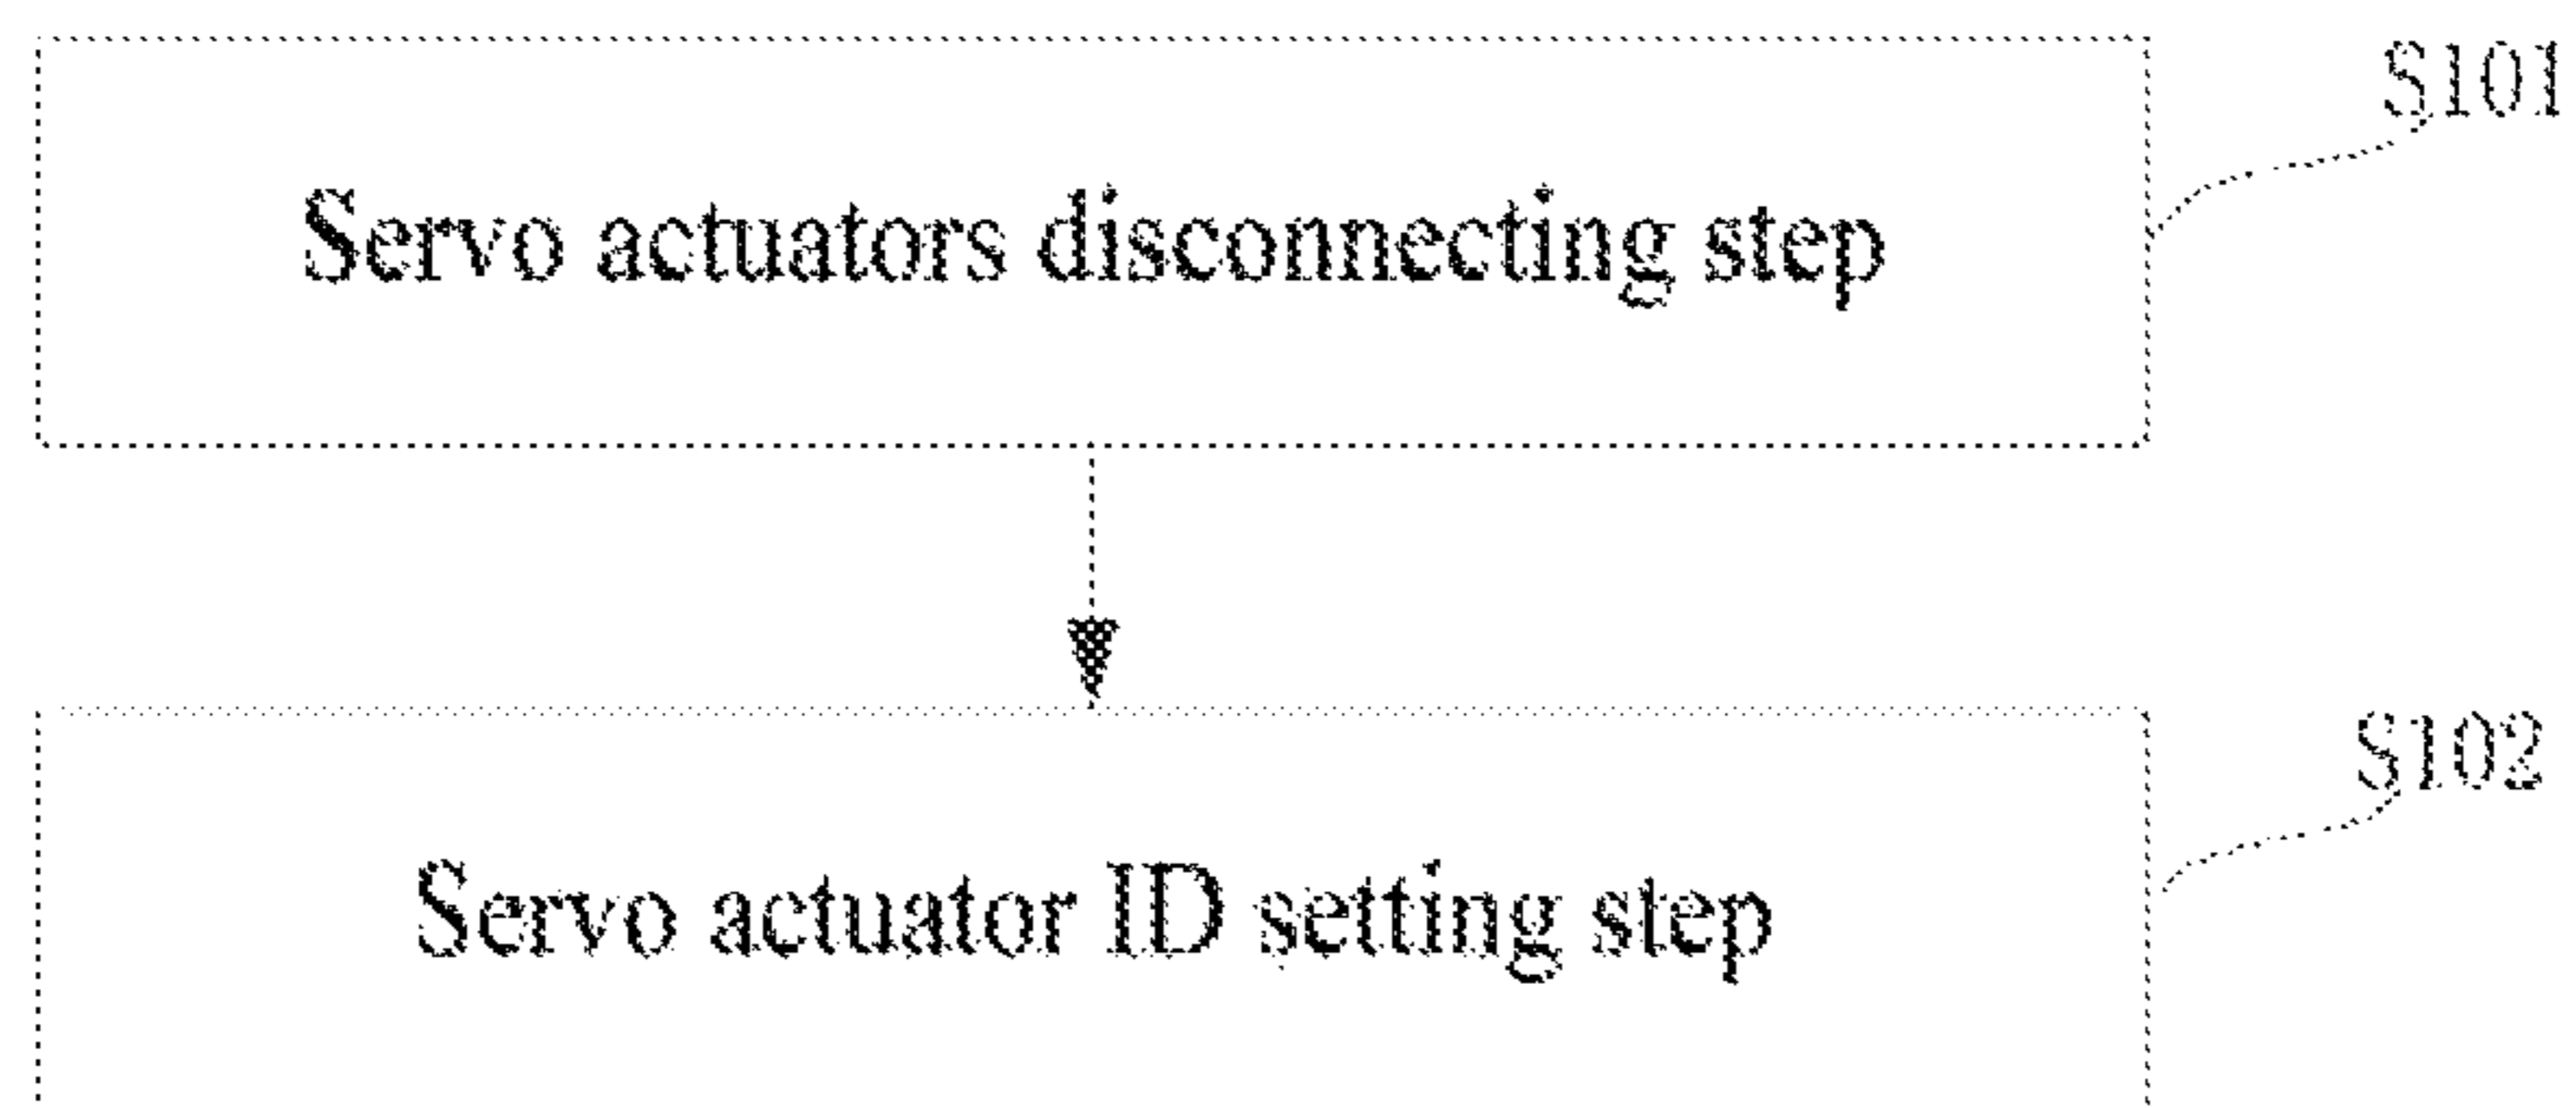 S101
Servo actuators disconnecting step
S102
Servo actuator ID setting step